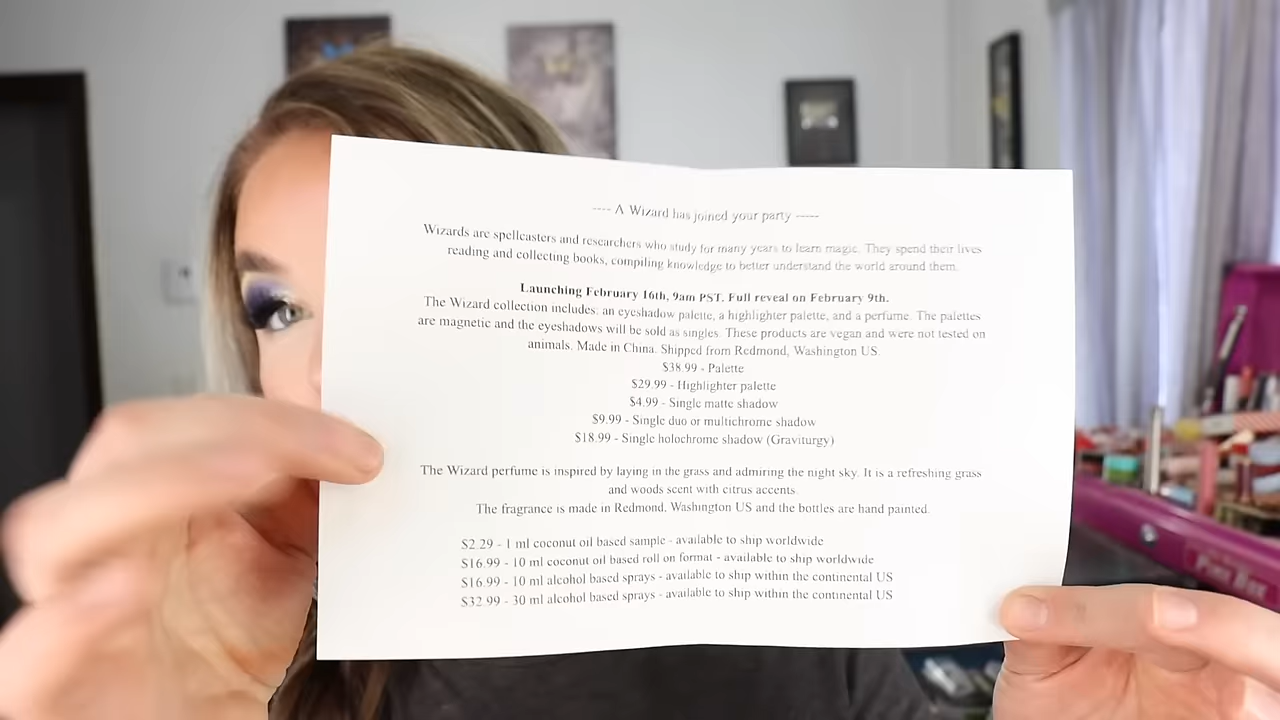 ---- A Wizard has joined your party -----
Wizards are spellcasters and researchers who study for many years to learn magic. They spend their lives
reading and collecting books, compiling knowledge to better understand the world around them.
Launching February 16th, 9am PST. Full reveal on February 9th.
The Wizard collection includes: an eyeshadow palette, a highlighter palette, and a perfume. The palettes
are magnetic and the eyeshadows will be sold as singles. These products are vegan and were not tested on
animals. Made in China. Shipped from Redmond, Washington US.
$38.99 - Palette
$29.99 - Highlighter palette
$4.99 - Single matte shadow
$9.99 - Single duo or multichrome shadow
$18.99 - Single holochrome shadow (Graviturgy)
The Wizard perfume is inspired by laying in the grass and admiring the night sky. It is a refreshing grass
and woods scent with citrus accents.
The fragrance is made in Redmond, Washington US and the bottles are hand painted.
$2.29 - 1 ml coconut oil based sample - available to ship worldwide
$16.99 - 10 ml coconut oil based roll on format - available to ship worldwide
$16.99 - 10 ml alcohol based sprays - available to ship within the continental US
$32.99 - 30 ml alcohol based sprays - available to ship within the continental US